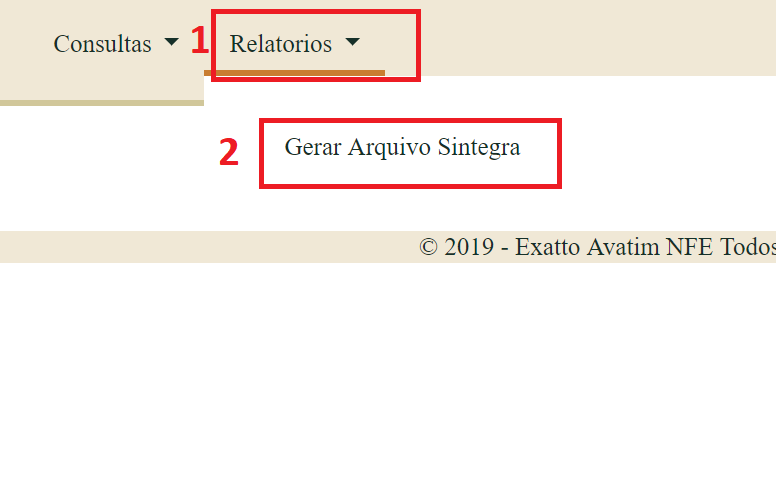 Consultas 1 Relatorios
2 Gerar Arquivo Sintegra
© 2019 - Exatto Avatim NFE Todos